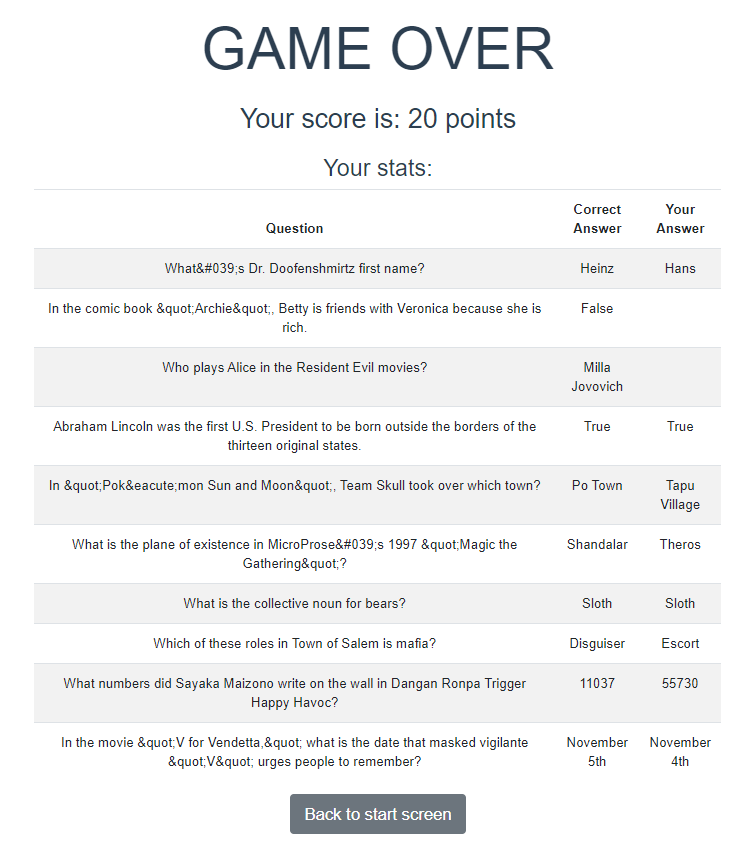 GAME OVER
Your score is: 20 points
Your stats:
Question
Correct Answer
Your Answer
What&#039;s Dr. Doofenshmirtz first name?
Heinz
Hans
In the comic book &quot;Archie&quot;, Betty is friends with Veronica because she is
rich.
False
Who plays Alice in the Resident Evil movies?
Milla
Jovovich
Abraham Lincoln was the first U.S. President to be born outside the borders of the
thirteen original states.
True
True
In &quot;Pok&eacute;mon Sun and Moon&quot;, Team Skull took over which town?
Po Town
Tapu
Village
What is the plane of existence in MicroProse&#039;s 1997 &quot;Magic the
Gathering&quot;?
Shandalar
Theros
What is the collective noun for bears?
Sloth
Sloth
Which of these roles in Town of Salem is mafia?
Disguiser
Escort
What numbers did Sayaka Maizono write on the wall in Dangan Ronpa Trigger
Happy Havoc?
11037
55730
In the movie &quot;V for Vendetta,&quot; what is the date that masked vigilante
&quot;V&quot; urges people to remember?
November
5th
November
4th
Back to start screen